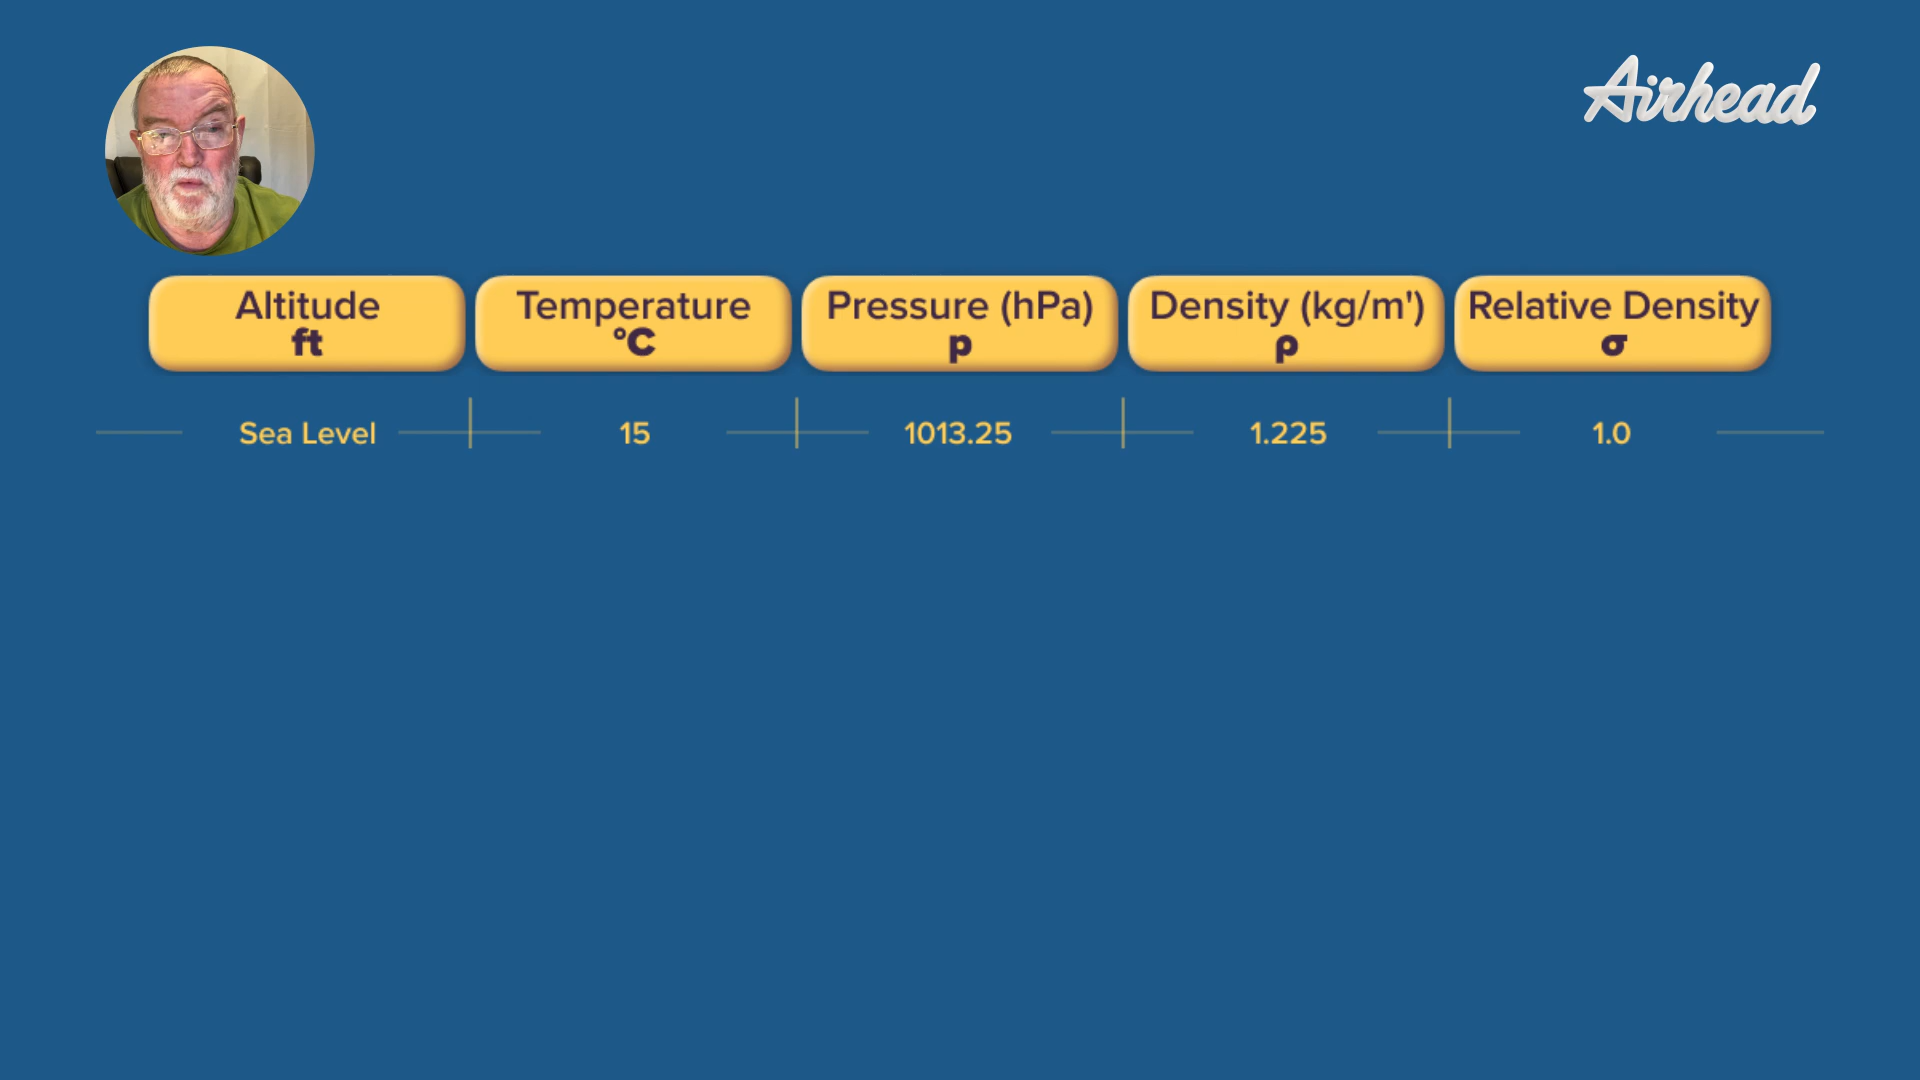 Airhead
Altitude
ft
Temperature
°C
Pressure (hPa)
p
Density (kg/m')
ρ
Relative Density
σ
Sea Level 15 1013.25 1.225 1.0